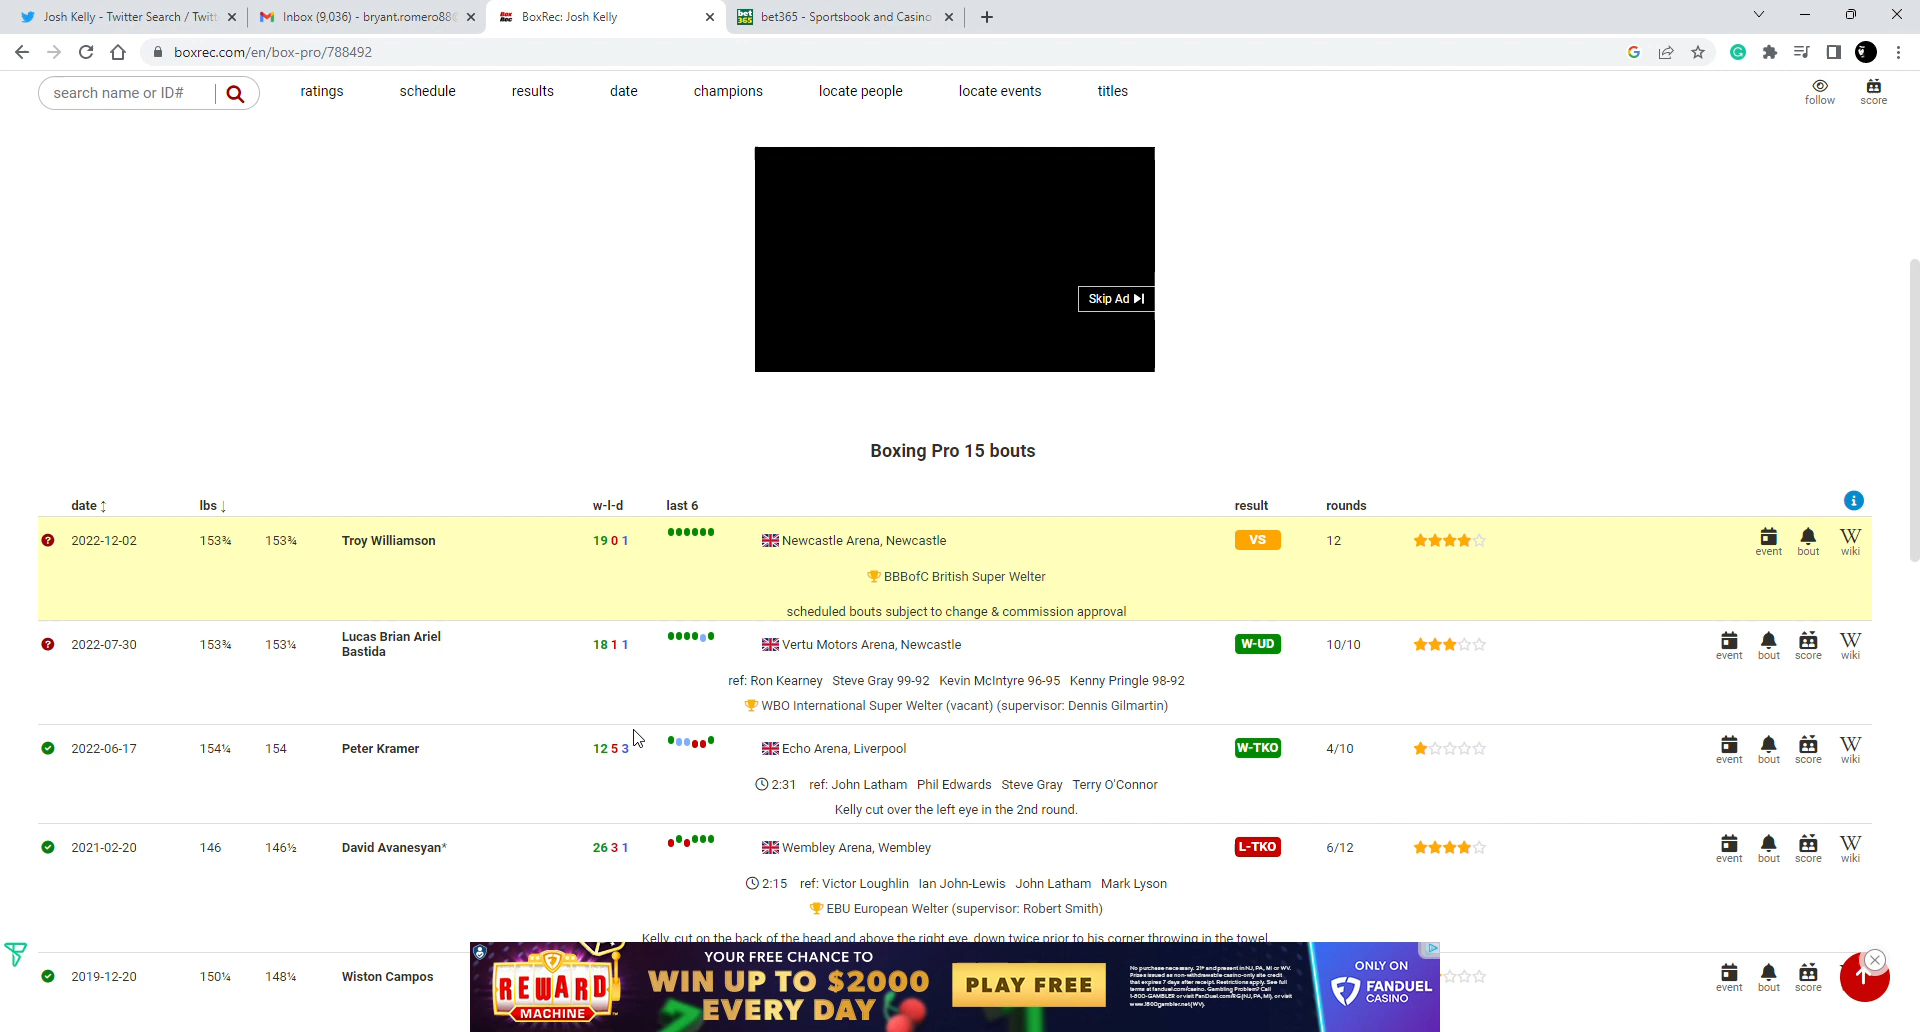 Josh Kelly - Twitter Search / Twitt
Inbox (9,036) - bryant.romero88
BoxRec: Josh Kelly
bet365 - Sportsbook and Casino
boxrec.com/en/box-pro/788492
search name or ID#
ratings
schedule
results
date
champions
locate people
locate events
titles
follow
score
Skip Ad
Boxing Pro 15 bouts
date lbs w-l-d last 6 result rounds
2022-12-02 153¾ 153¾ Troy Williamson 19 0 1 Newcastle Arena, Newcastle VS 12 event bout wiki
BBBofC British Super Welter
scheduled bouts subject to change & commission approval
2022-07-30 153¾ 153¼ Lucas Brian Ariel Bastida 18 1 1 Vertu Motors Arena, Newcastle W-UD 10/10 event bout score wiki
ref: Ron Kearney Steve Gray 99-92 Kevin McIntyre 96-95 Kenny Pringle 98-92
WBO International Super Welter (vacant) (supervisor: Dennis Gilmartin)
2022-06-17 154¼ 154 Peter Kramer 12 5 3 Echo Arena, Liverpool W-TKO 4/10 event bout score wiki
2:31 ref: John Latham Phil Edwards Steve Gray Terry O'Connor
Kelly cut over the left eye in the 2nd round.
2021-02-20 146 146½ David Avanesyan* 26 3 1 Wembley Arena, Wembley L-TKO 6/12 event bout score wiki
2:15 ref: Victor Loughlin Ian John-Lewis John Latham Mark Lyson
EBU European Welter (supervisor: Robert Smith)
Kelly cut on the back of the head and above the right eye, down twice prior to his corner throwing in the towel.
2019-12-20 150¼ 148¼ Wiston Campos event bout score
REWARD
MACHINE
YOUR FREE CHANCE TO
WIN UP TO $2000
EVERY DAY
PLAY FREE
ONLY ON
FANDUEL
CASINO